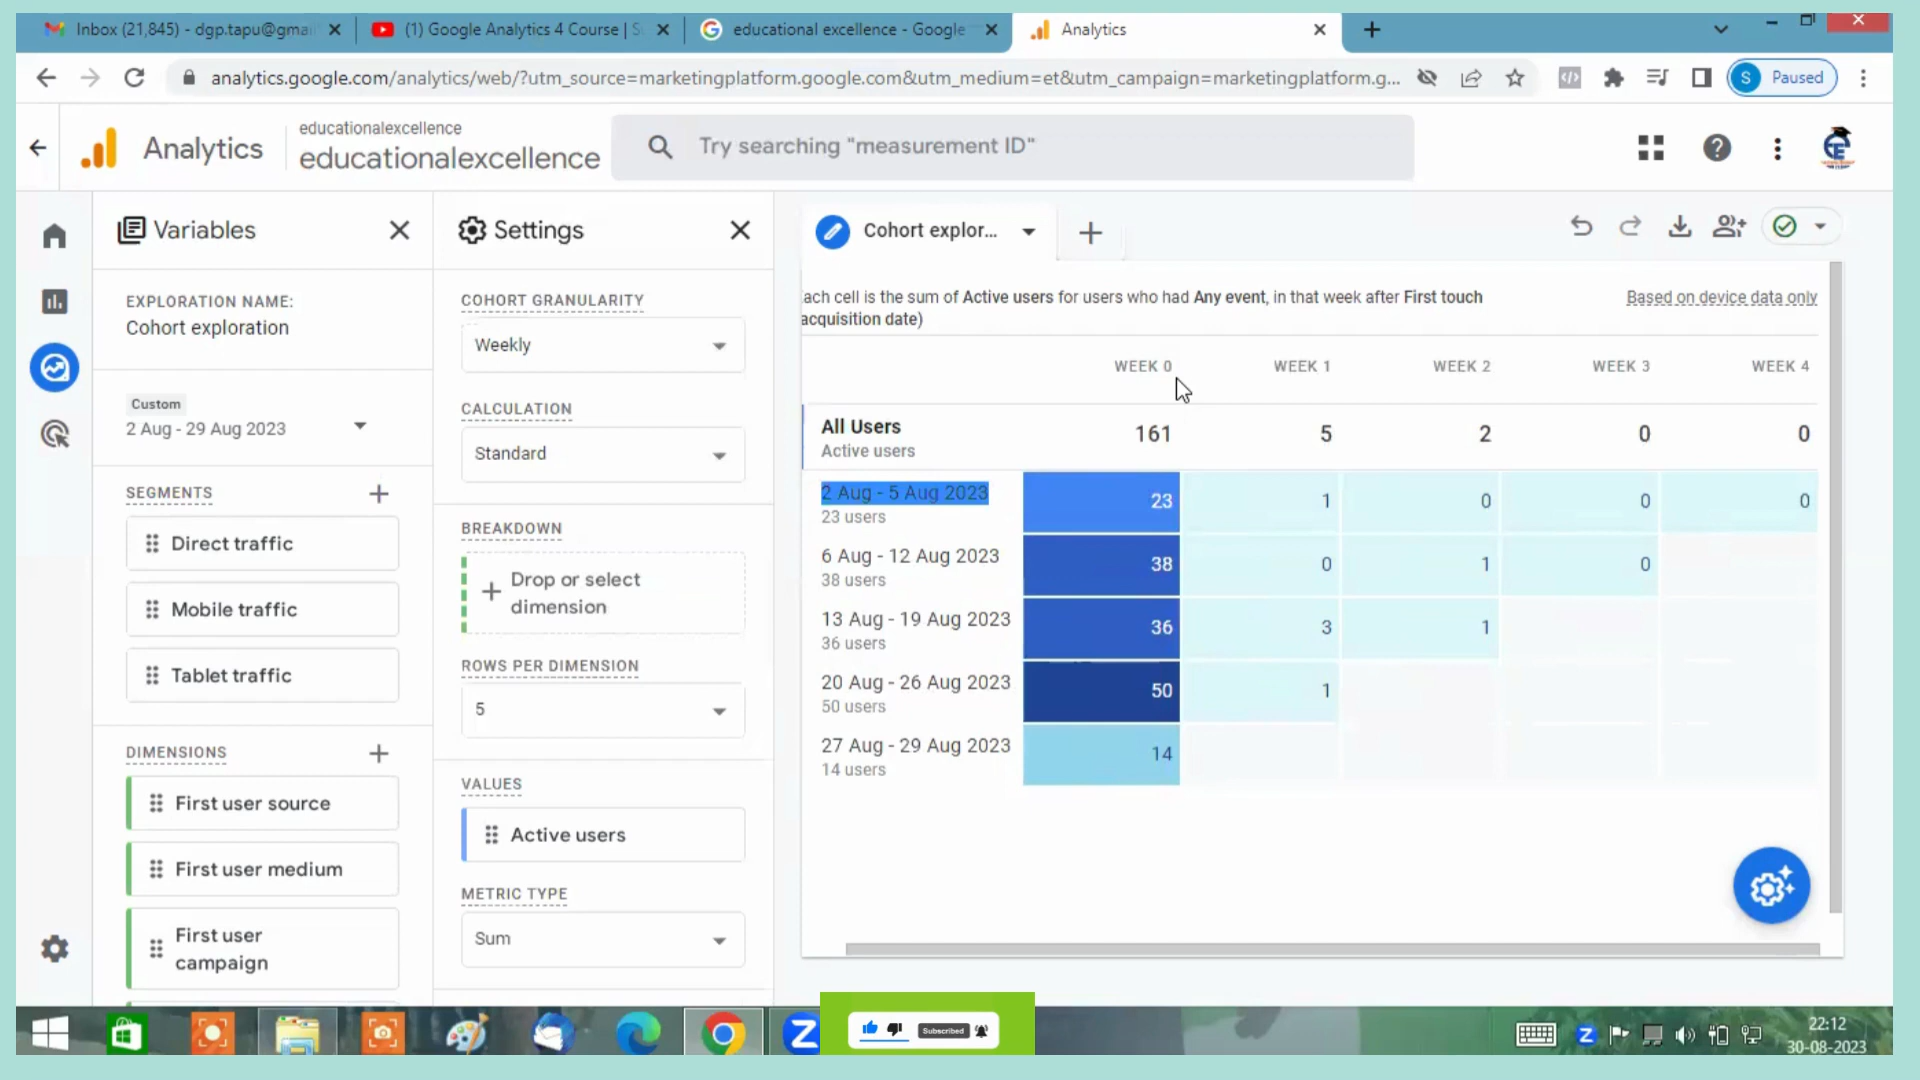 Inbox (21,845) - dgp.tapu@gmai
(1) Google Analytics 4 Course | S
educational excellence - Google
Analytics
analytics.google.com/analytics/web/?utm_source=marketingplatform.google.com&utm_medium=et&utm_campaign=marketingplatform.g...
S
Paused
Analytics
educationalexcellence
educationalexcellence
Try searching "measurement ID"
Variables
EXPLORATION NAME:
Cohort exploration
Custom
2 Aug - 29 Aug 2023
SEGMENTS
Direct traffic
Mobile traffic
Tablet traffic
DIMENSIONS
First user source
First user medium
First user
campaign
Settings
COHORT GRANULARITY
Weekly
CALCULATION
Standard
BREAKDOWN
Drop or select
dimension
ROWS PER DIMENSION
5
VALUES
Active users
METRIC TYPE
Sum
Cohort explor...
ach cell is the sum of Active users for users who had Any event, in that week after First touch
acquisition date)
Based on device data only
WEEK 0 WEEK 1 WEEK 2 WEEK 3 WEEK 4
All Users 161 5 2 0 0
Active users
2 Aug - 5 Aug 2023 23 1 0 0 0
23 users
6 Aug - 12 Aug 2023 38 0 1 0
38 users
13 Aug - 19 Aug 2023 36 3 1
36 users
20 Aug - 26 Aug 2023 50 1
50 users
27 Aug - 29 Aug 2023 14
14 users
Subscribed
22:12
30-08-2023